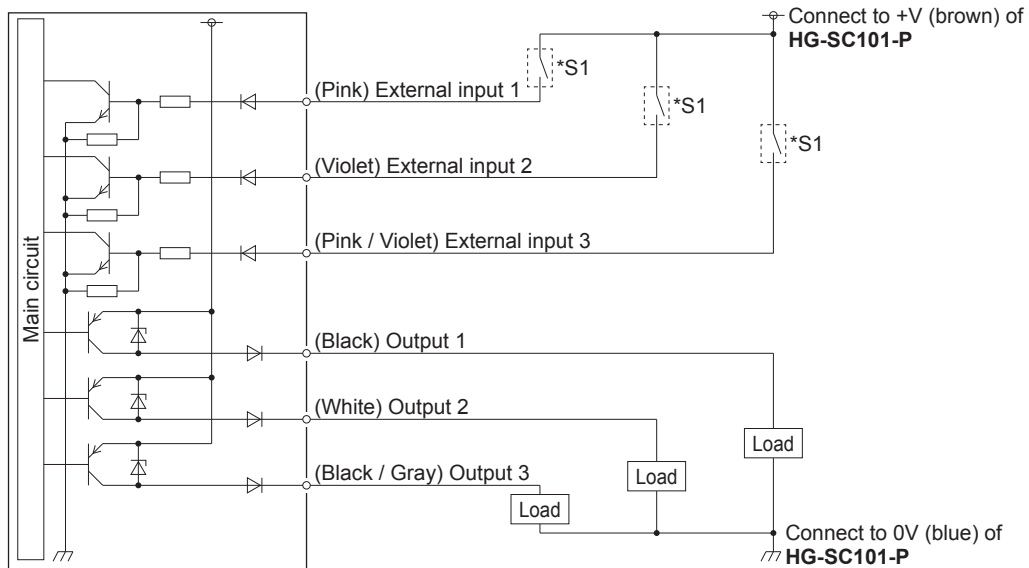 Connect to +V (brown) of
HG-SC101-P
*S1
(Pink) External input 1
*S1
*S1
(Violet) External input 2
(Pink / Violet) External input 3
Main circuit
(Black) Output 1
(White) Output 2
Load
(Black / Gray) Output 3
Load
Load
Connect to 0V (blue) of
HG-SC101-P